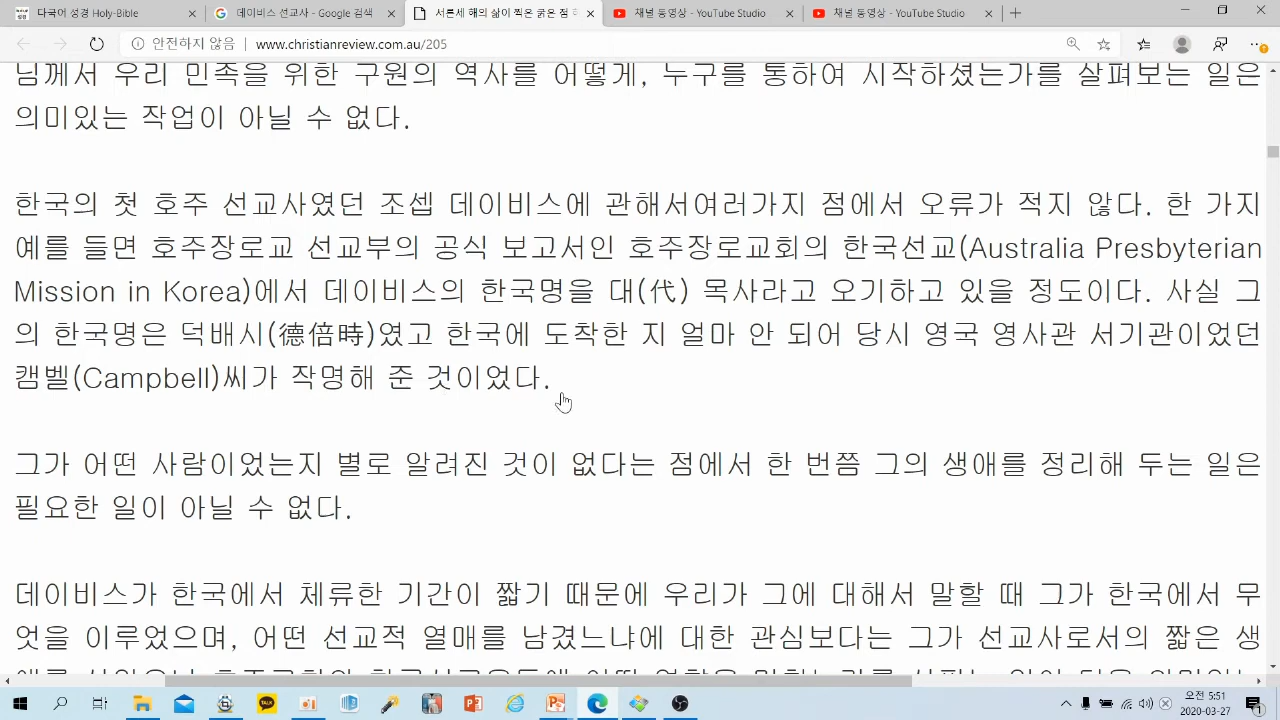 다국어 성경 Holy-Bible
데이비스 선교사 - Google 검색
서른세 해의 삶이 찍은 굵은 점 하
채널 동영상 - YouTube Studio
채널 동영상 - YouTube Studio
안전하지 않음 | www.christianreview.com.au/205
님께서 우리 민족을 위한 구원의 역사를 어떻게, 누구를 통하여 시작하셨는가를 살펴보는 일은
의미있는 작업이 아닐 수 없다.
한국의 첫 호주 선교사였던 조셉 데이비스에 관해서여러가지 점에서 오류가 적지 않다. 한 가지
예를 들면 호주장로교 선교부의 공식 보고서인 호주장로교회의 한국선교(Australia Presbyterian
Mission in Korea)에서 데이비스의 한국명을 대(代) 목사라고 오기하고 있을 정도이다. 사실 그
의 한국명은 덕배시(德倍時)였고 한국에 도착한 지 얼마 안 되어 당시 영국 영사관 서기관이었던
캠벨(Campbell)씨가 작명해 준 것이었다.
그가 어떤 사람이었는지 별로 알려진 것이 없다는 점에서 한 번쯤 그의 생애를 정리해 두는 일은
필요한 일이 아닐 수 없다.
데이비스가 한국에서 체류한 기간이 짧기 때문에 우리가 그에 대해서 말할 때 그가 한국에서 무
엇을 이루었으며, 어떤 선교적 열매를 남겼느냐에 대한 관심보다는 그가 선교사로서의 짧은 생
오전 5:51
2020-03-27